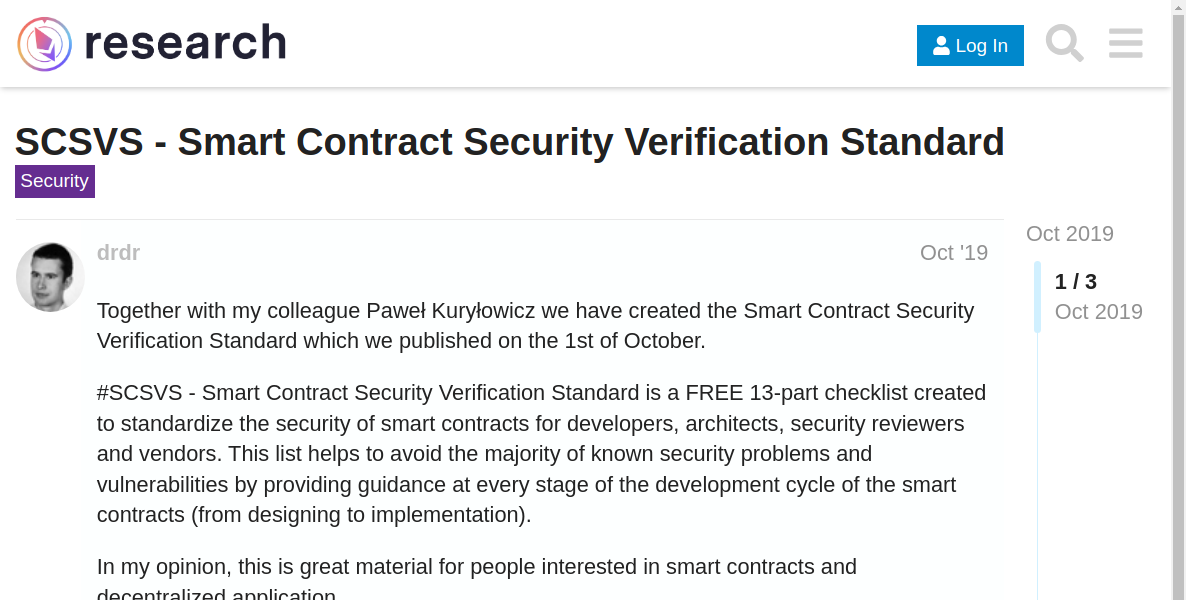 research
Log In
SCSVS - Smart Contract Security Verification Standard
Security
drdr
Oct '19
Oct 2019
1 / 3
Oct 2019
Together with my colleague Paweł Kuryłowicz we have created the Smart Contract Security
Verification Standard which we published on the 1st of October.
#SCSVS - Smart Contract Security Verification Standard is a FREE 13-part checklist created
to standardize the security of smart contracts for developers, architects, security reviewers
and vendors. This list helps to avoid the majority of known security problems and
vulnerabilities by providing guidance at every stage of the development cycle of the smart
contracts (from designing to implementation).
In my opinion, this is great material for people interested in smart contracts and
decentralized application